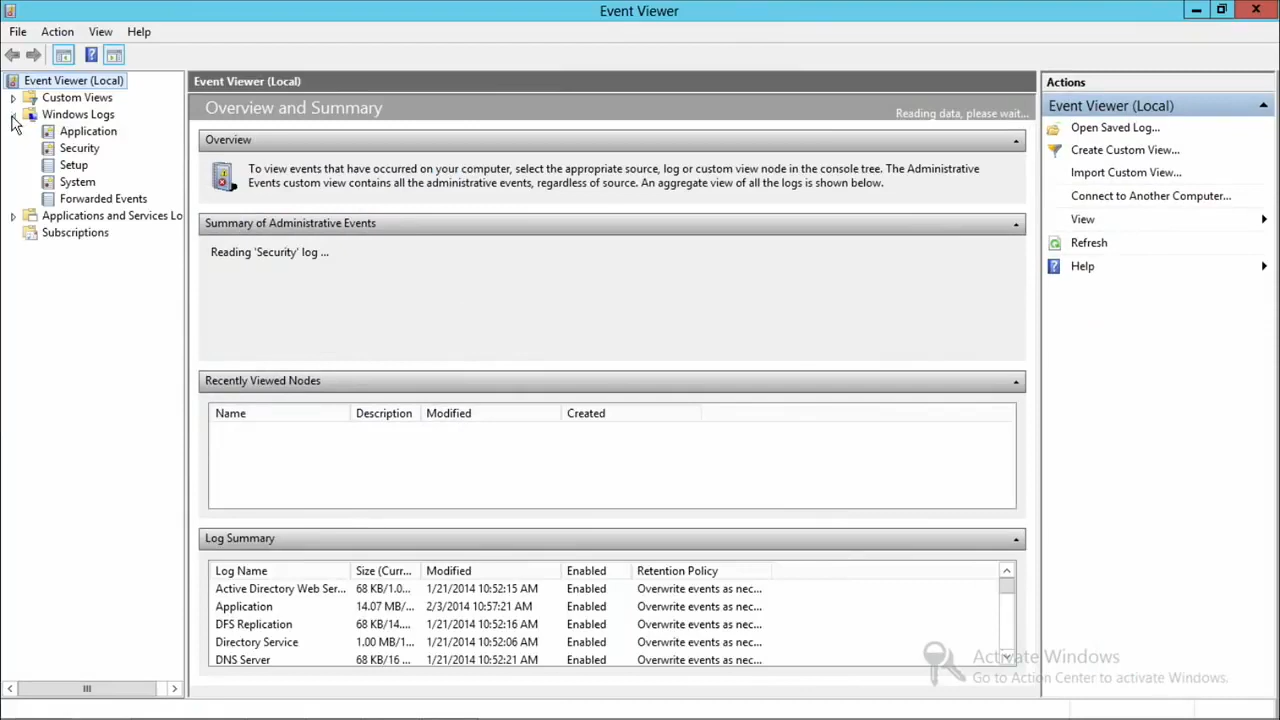 Event Viewer
File Action View Help
Event Viewer (Local)
Custom Views
Windows Logs
Application
Security
Setup
System
Forwarded Events
Applications and Services Lo
Subscriptions
Event Viewer (Local)
Overview and Summary
Reading data, please wait...
Overview
To view events that have occurred on your computer, select the appropriate source, log or custom view node in the console tree. The Administrative
Events custom view contains all the administrative events, regardless of source. An aggregate view of all the logs is shown below.
Summary of Administrative Events
Reading 'Security' log ...
Recently Viewed Nodes
Name Description Modified Created
Log Summary
Log Name Size (Curr... Modified Enabled Retention Policy
Active Directory Web Ser... 68 KB/1.0... 1/21/2014 10:52:15 AM Enabled Overwrite events as nec...
Application 14.07 MB/... 2/3/2014 10:57:21 AM Enabled Overwrite events as nec...
DFS Replication 68 KB/14.... 1/21/2014 10:52:16 AM Enabled Overwrite events as nec...
Directory Service 1.00 MB/1... 1/21/2014 10:52:06 AM Enabled Overwrite events as nec...
DNS Server 68 KB/16 ... 1/21/2014 10:52:21 AM Enabled Overwrite events as nec...
Actions
Event Viewer (Local)
Open Saved Log...
Create Custom View...
Import Custom View...
Connect to Another Computer...
View
Refresh
Help
Activate Windows
Go to Action Center to activate Windows.